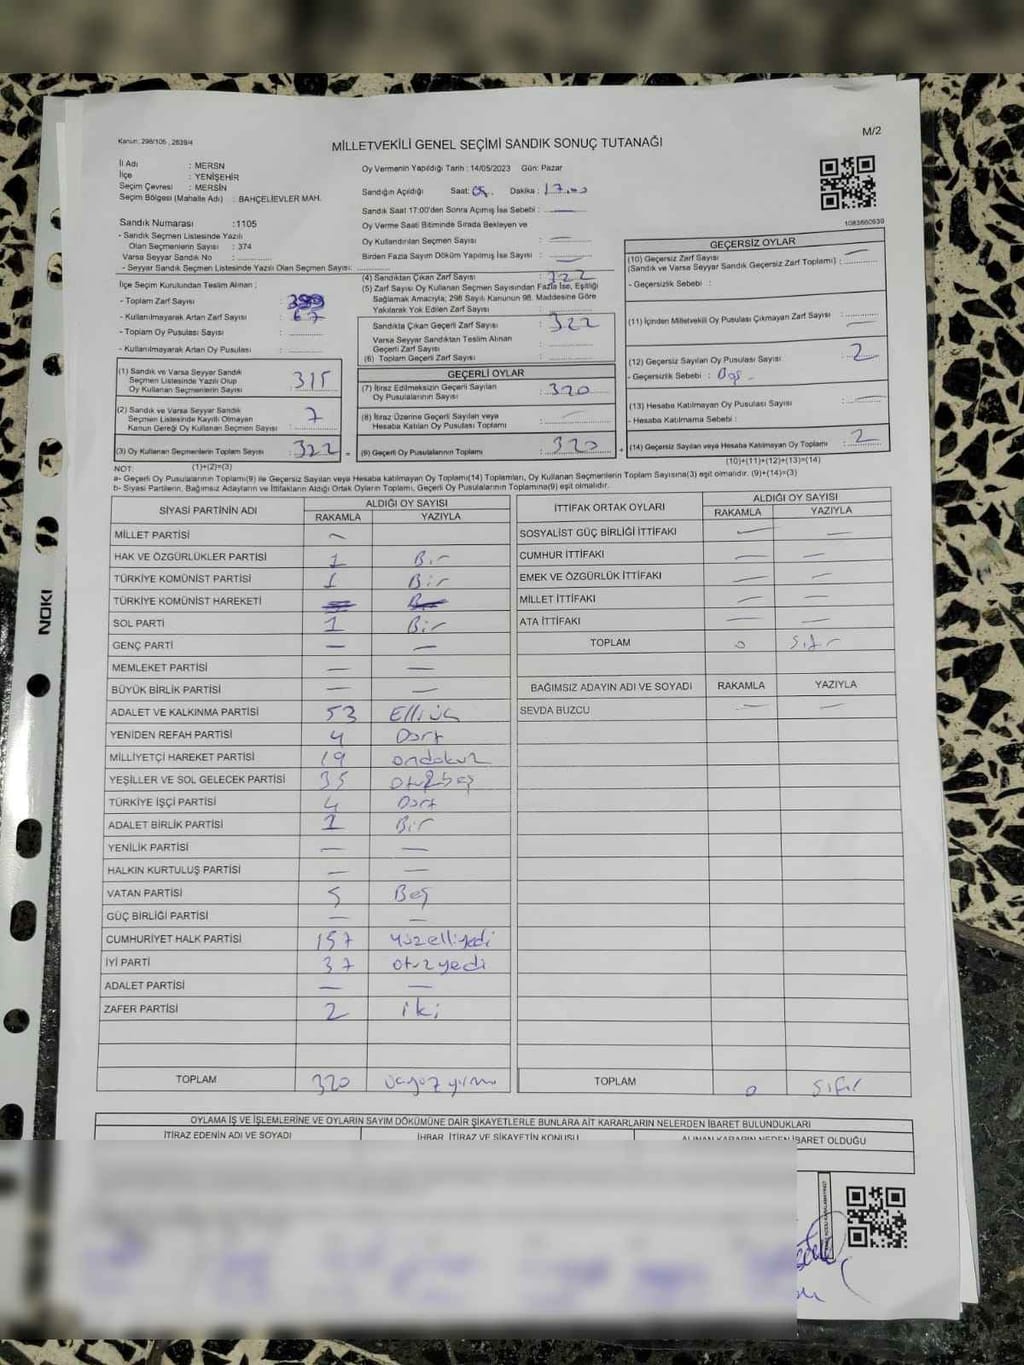 M/2
Kanun: 298/105 , 2839/4
MİLLETVEKİLİ GENEL SEÇİMİ SANDIK SONUÇ TUTANAĞI
İl Adı : MERSİN
İlçe : YENİŞEHİR
Seçim Çevresi : MERSİN
Seçim Bölgesi (Mahalle Adı) : BAHÇELİEVLER MAH.
Sandık Numarası :1105
- Sandık Seçmen Listesinde Yazılı
Olan Seçmenlerin Sayısı : 374
Varsa Seyyar Sandık No :
- Seyyar Sandık Seçmen Listesinde Yazılı Olan Seçmen Sayısı:
İlçe Seçim Kurulundan Teslim Alınan ;
- Toplam Zarf Sayısı :
- Kullanılmayarak Artan Zarf Sayısı : 67
- Toplam Oy Pusulası Sayısı :
- Kullanılmayarak Artan Oy Pusulası :
Oy Vermenin Yapıldığı Tarih : 14/05/2023 Gün: Pazar
Sandığın Açıldığı Saat: Dakika : 17.00
Sandık Saat 17:00'den Sonra Açılmış İse Sebebi : —
Oy Verme Saati Bitiminde Sırada Bekleyen ve
Oy Kullandırılan Seçmen Sayısı : —
Birden Fazla Sayım Döküm Yapılmış İse Sayısı : —
(4) Sandıktan Çıkan Zarf Sayısı : 322
(5) Zarf Sayısı Oy Kullanan Seçmen Sayısından Fazla İse, Eşitliği
Sağlamak Amacıyla; 298 Sayılı Kanunun 98. Maddesine Göre
Yakılarak Yok Edilen Zarf Sayısı :
Sandıkta Çıkan Geçerli Zarf Sayısı : 322
Varsa Seyyar Sandıktan Teslim Alınan
Geçerli Zarf Sayısı :
(6) Toplam Geçerli Zarf Sayısı :
1083660939
GEÇERSİZ OYLAR
(10) Geçersiz Zarf Sayısı
(Sandık ve Varsa Seyyar Sandık Geçersiz Zarf Toplamı) : —
- Geçersizlik Sebebi :
(11) İçinden Milletvekili Oy Pusulası Çıkmayan Zarf Sayısı : —
(12) Geçersiz Sayılan Oy Pusulası Sayısı : 2
- Geçersizlik Sebebi : Boş
(13) Hesaba Katılmayan Oy Pusulası Sayısı : —
- Hesaba Katılmama Sebebi :
(14) Geçersiz Sayılan veya Hesaba Katılmayan Oy Toplamı : 2
(10)+(11)+(12)+(13)=(14)
(1) Sandık ve Varsa Seyyar Sandık
Seçmen Listesinde Yazılı Olup
Oy Kullanan Seçmenlerin Sayısı : 315
(2) Sandık ve Varsa Seyyar Sandık
Seçmen Listesinde Kayıtlı Olmayan
Kanun Gereği Oy Kullanan Seçmen Sayısı : 7
(3) Oy Kullanan Seçmenlerin Toplam Sayısı : 322
(1)+(2)=(3)
GEÇERLİ OYLAR
(7) İtiraz Edilmeksizin Geçerli Sayılan
Oy Pusulalarının Sayısı : 320
(8) İtiraz Üzerine Geçerli Sayılan veya
Hesaba Katılan Oy Pusulası Toplamı : —
(9) Geçerli Oy Pusulalarının Toplamı : 320
NOT:
a- Geçerli Oy Pusulalarının Toplamı(9) ile Geçersiz Sayılan veya Hesaba katılmayan Oy Toplamı(14) Toplamları, Oy Kullanan Seçmenlerin Toplam Sayısına(3) eşit olmalıdır. (9)+(14)=(3)
b- Siyasi Partilerin, Bağımsız Adayların ve İttifakların Aldığı Ortak Oyların Toplamı, Geçerli Oy Pusulalarının Toplamına(9) eşit olmalıdır.
SİYASİ PARTİNİN ADI ALDIĞI OY SAYISI
RAKAMLA YAZIYLA
MİLLET PARTİSİ —
HAK VE ÖZGÜRLÜKLER PARTİSİ 1 Bir
TÜRKİYE KOMÜNİST PARTİSİ 1 Bir
TÜRKİYE KOMÜNİST HAREKETİ
SOL PARTİ 1 Bir
GENÇ PARTİ — —
MEMLEKET PARTİSİ — —
BÜYÜK BİRLİK PARTİSİ — —
ADALET VE KALKINMA PARTİSİ 53 Elliüç
YENİDEN REFAH PARTİSİ 4 Dört
MİLLİYETÇİ HAREKET PARTİSİ 19 ondokuz
YEŞİLLER VE SOL GELECEK PARTİSİ 35 otuzbeş
TÜRKİYE İŞÇİ PARTİSİ 4 Dört
ADALET BİRLİK PARTİSİ 1 Bir
YENİLİK PARTİSİ — —
HALKIN KURTULUŞ PARTİSİ — —
VATAN PARTİSİ 5 Beş
GÜÇ BİRLİĞİ PARTİSİ — —
CUMHURİYET HALK PARTİSİ 157 yüzelliyedi
İYİ PARTİ 37 otuzyedi
ADALET PARTİSİ — —
ZAFER PARTİSİ 2 iki
TOPLAM 320 üçyüzyirmi
İTTİFAK ORTAK OYLARI ALDIĞI OY SAYISI
RAKAMLA YAZIYLA
SOSYALİST GÜÇ BİRLİĞİ İTTİFAKI — —
CUMHUR İTTİFAKI — —
EMEK VE ÖZGÜRLÜK İTTİFAKI — —
MİLLET İTTİFAKI — —
ATA İTTİFAKI — —
TOPLAM 0 Sıfır
BAĞIMSIZ ADAYIN ADI VE SOYADI RAKAMLA YAZIYLA
SEVDA BUZCU — —
TOPLAM 0 Sıfır
OYLAMA İŞ VE İŞLEMLERİNE VE OYLARIN SAYIM DÖKÜMÜNE DAİR ŞİKAYETLERLE BUNLARA AİT KARARLARIN NELERDEN İBARET BULUNDUKLARI
İTİRAZ EDENİN ADI VE SOYADI İHBAR, İTİRAZ VE ŞİKAYETİN KONUSU ALINAN KARARIN NEDEN İBARET OLDUĞU
NOKI